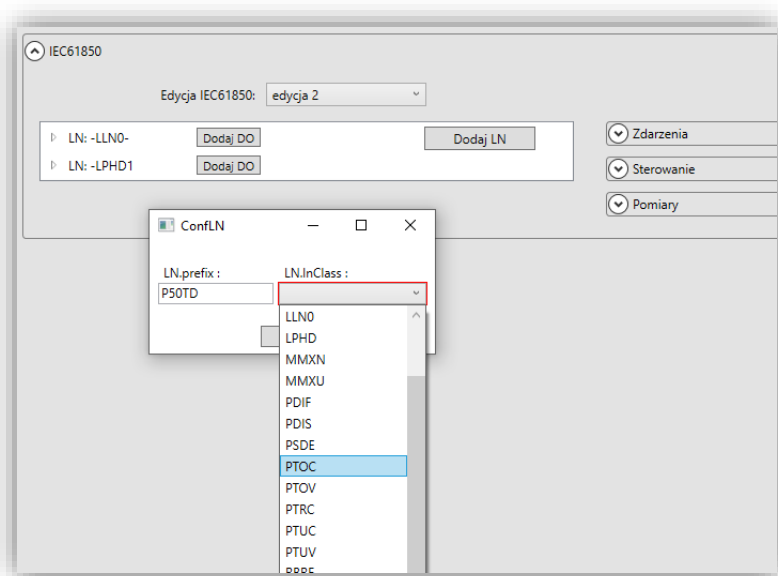 IEC61850
Edycja IEC61850: edycja 2
LN: -LLN0- Dodaj DO Dodaj LN
LN: -LPHD1 Dodaj DO
Zdarzenia
Sterowanie
Pomiary
ConfLN
LN.prefix : LN.InClass :
P50TD
LLN0
LPHD
MMXN
MMXU
PDIF
PDIS
PSDE
PTOC
PTOV
PTRC
PTUC
PTUV